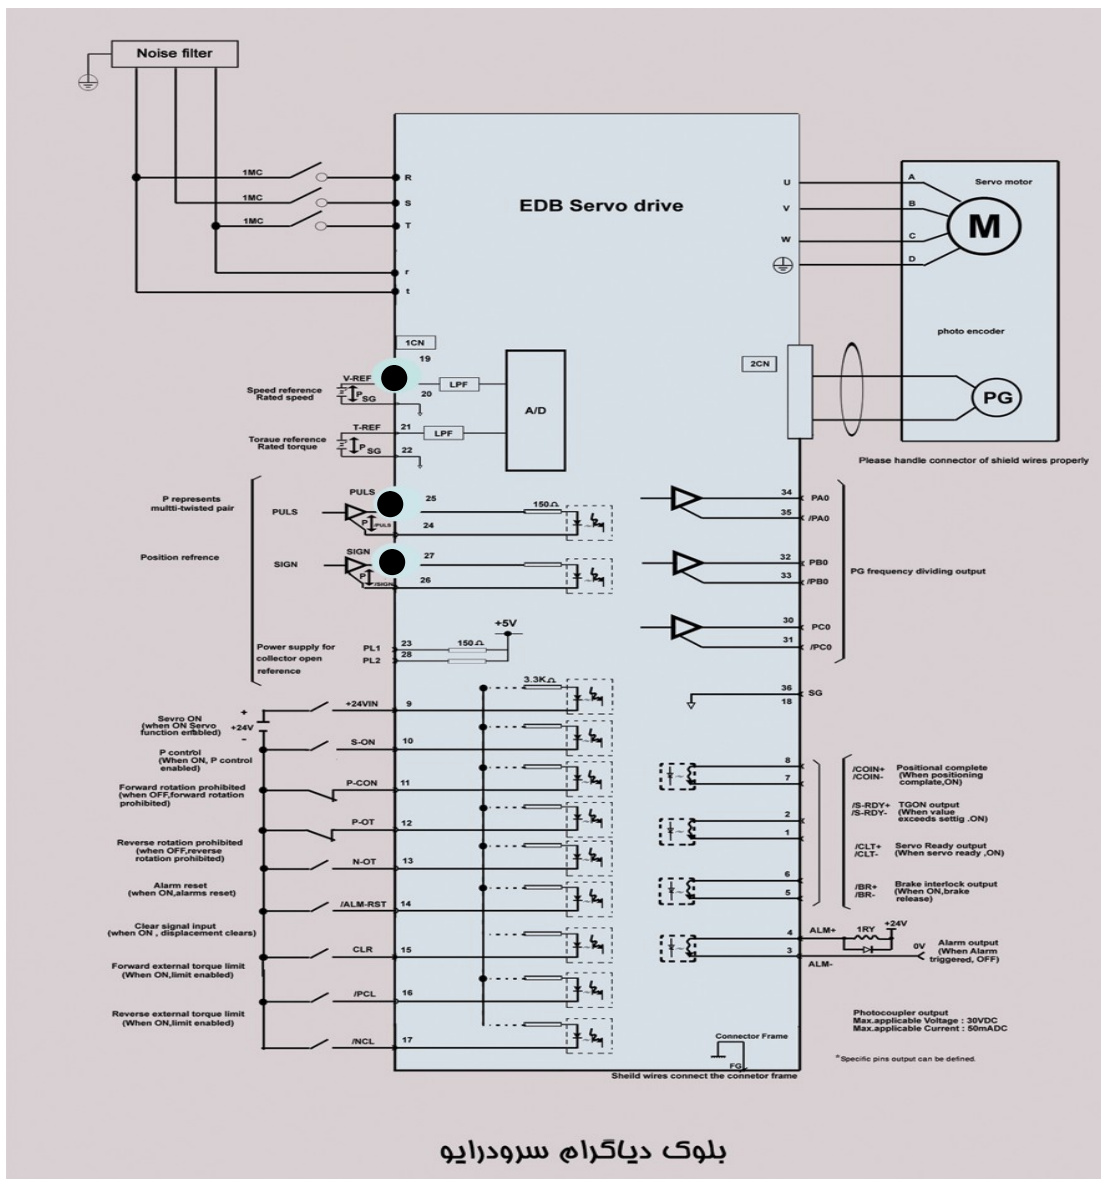 Noise filter
1MC
R
1MC
S
1MC
T
r
t
EDB Servo drive
U
V
W
A
B
C
D
Servo motor
M
photo encoder
PG
2CN
Please handle connector of shield wires properly
1CN
19
V-REF
LPF
Speed reference
Rated speed
P
SG
20
A/D
T-REF
21
LPF
Toraue reference
Rated torque
P
SG
22
P represents
multti-twisted pair
PULS
PULS
25
150Ω
P
/PULS
24
Position refrence
SIGN
SIGN
27
P
/SIGN
26
Power supply for
collector open
reference
PL1
23
150Ω
+5V
PL2
28
34
PA0
35
/PA0
32
PB0
33
/PB0
30
PC0
31
/PC0
PG frequency dividing output
36
SG
18
3.3KΩ
+
+24V
-
+24VIN
9
Sevro ON
(when ON Servo
function enabled)
S-ON
10
P control
(When ON, P control
enabled)
P-CON
11
Forward rotation prohibited
(when OFF,forward rotation
prohibited)
P-OT
12
Reverse rotation prohibited
(when OFF,reverse
rotation prohibited)
N-OT
13
Alarm reset
(when ON,alarms reset)
/ALM-RST
14
Clear signal input
(when ON , displacement clears)
CLR
15
Forward external torque limit
(When ON,limit enabled)
/PCL
16
Reverse external torque limit
(When ON,limit enabled)
/NCL
17
8
/COIN+
Positional complete
7
/COIN-
(When positioning
complate,ON)
2
/S-RDY+
TGON output
1
/S-RDY-
(When value
exceeds settig .ON)
/CLT+
Servo Ready output
/CLT-
(When servo ready ,ON)
6
/BR+
Brake interlock output
5
/BR-
(When ON,brake
release)
4
ALM+
1RY
+24V
3
ALM-
0V
Alarm output
(When Alarm
triggered, OFF)
Photocoupler output
Max.applicable Voltage : 30VDC
Max.applicable Current : 50mADC
*Specific pins output can be defined.
Connector Frame
FG
Sheild wires connect the connetor frame
بلوک دیاگرام سرودرایو